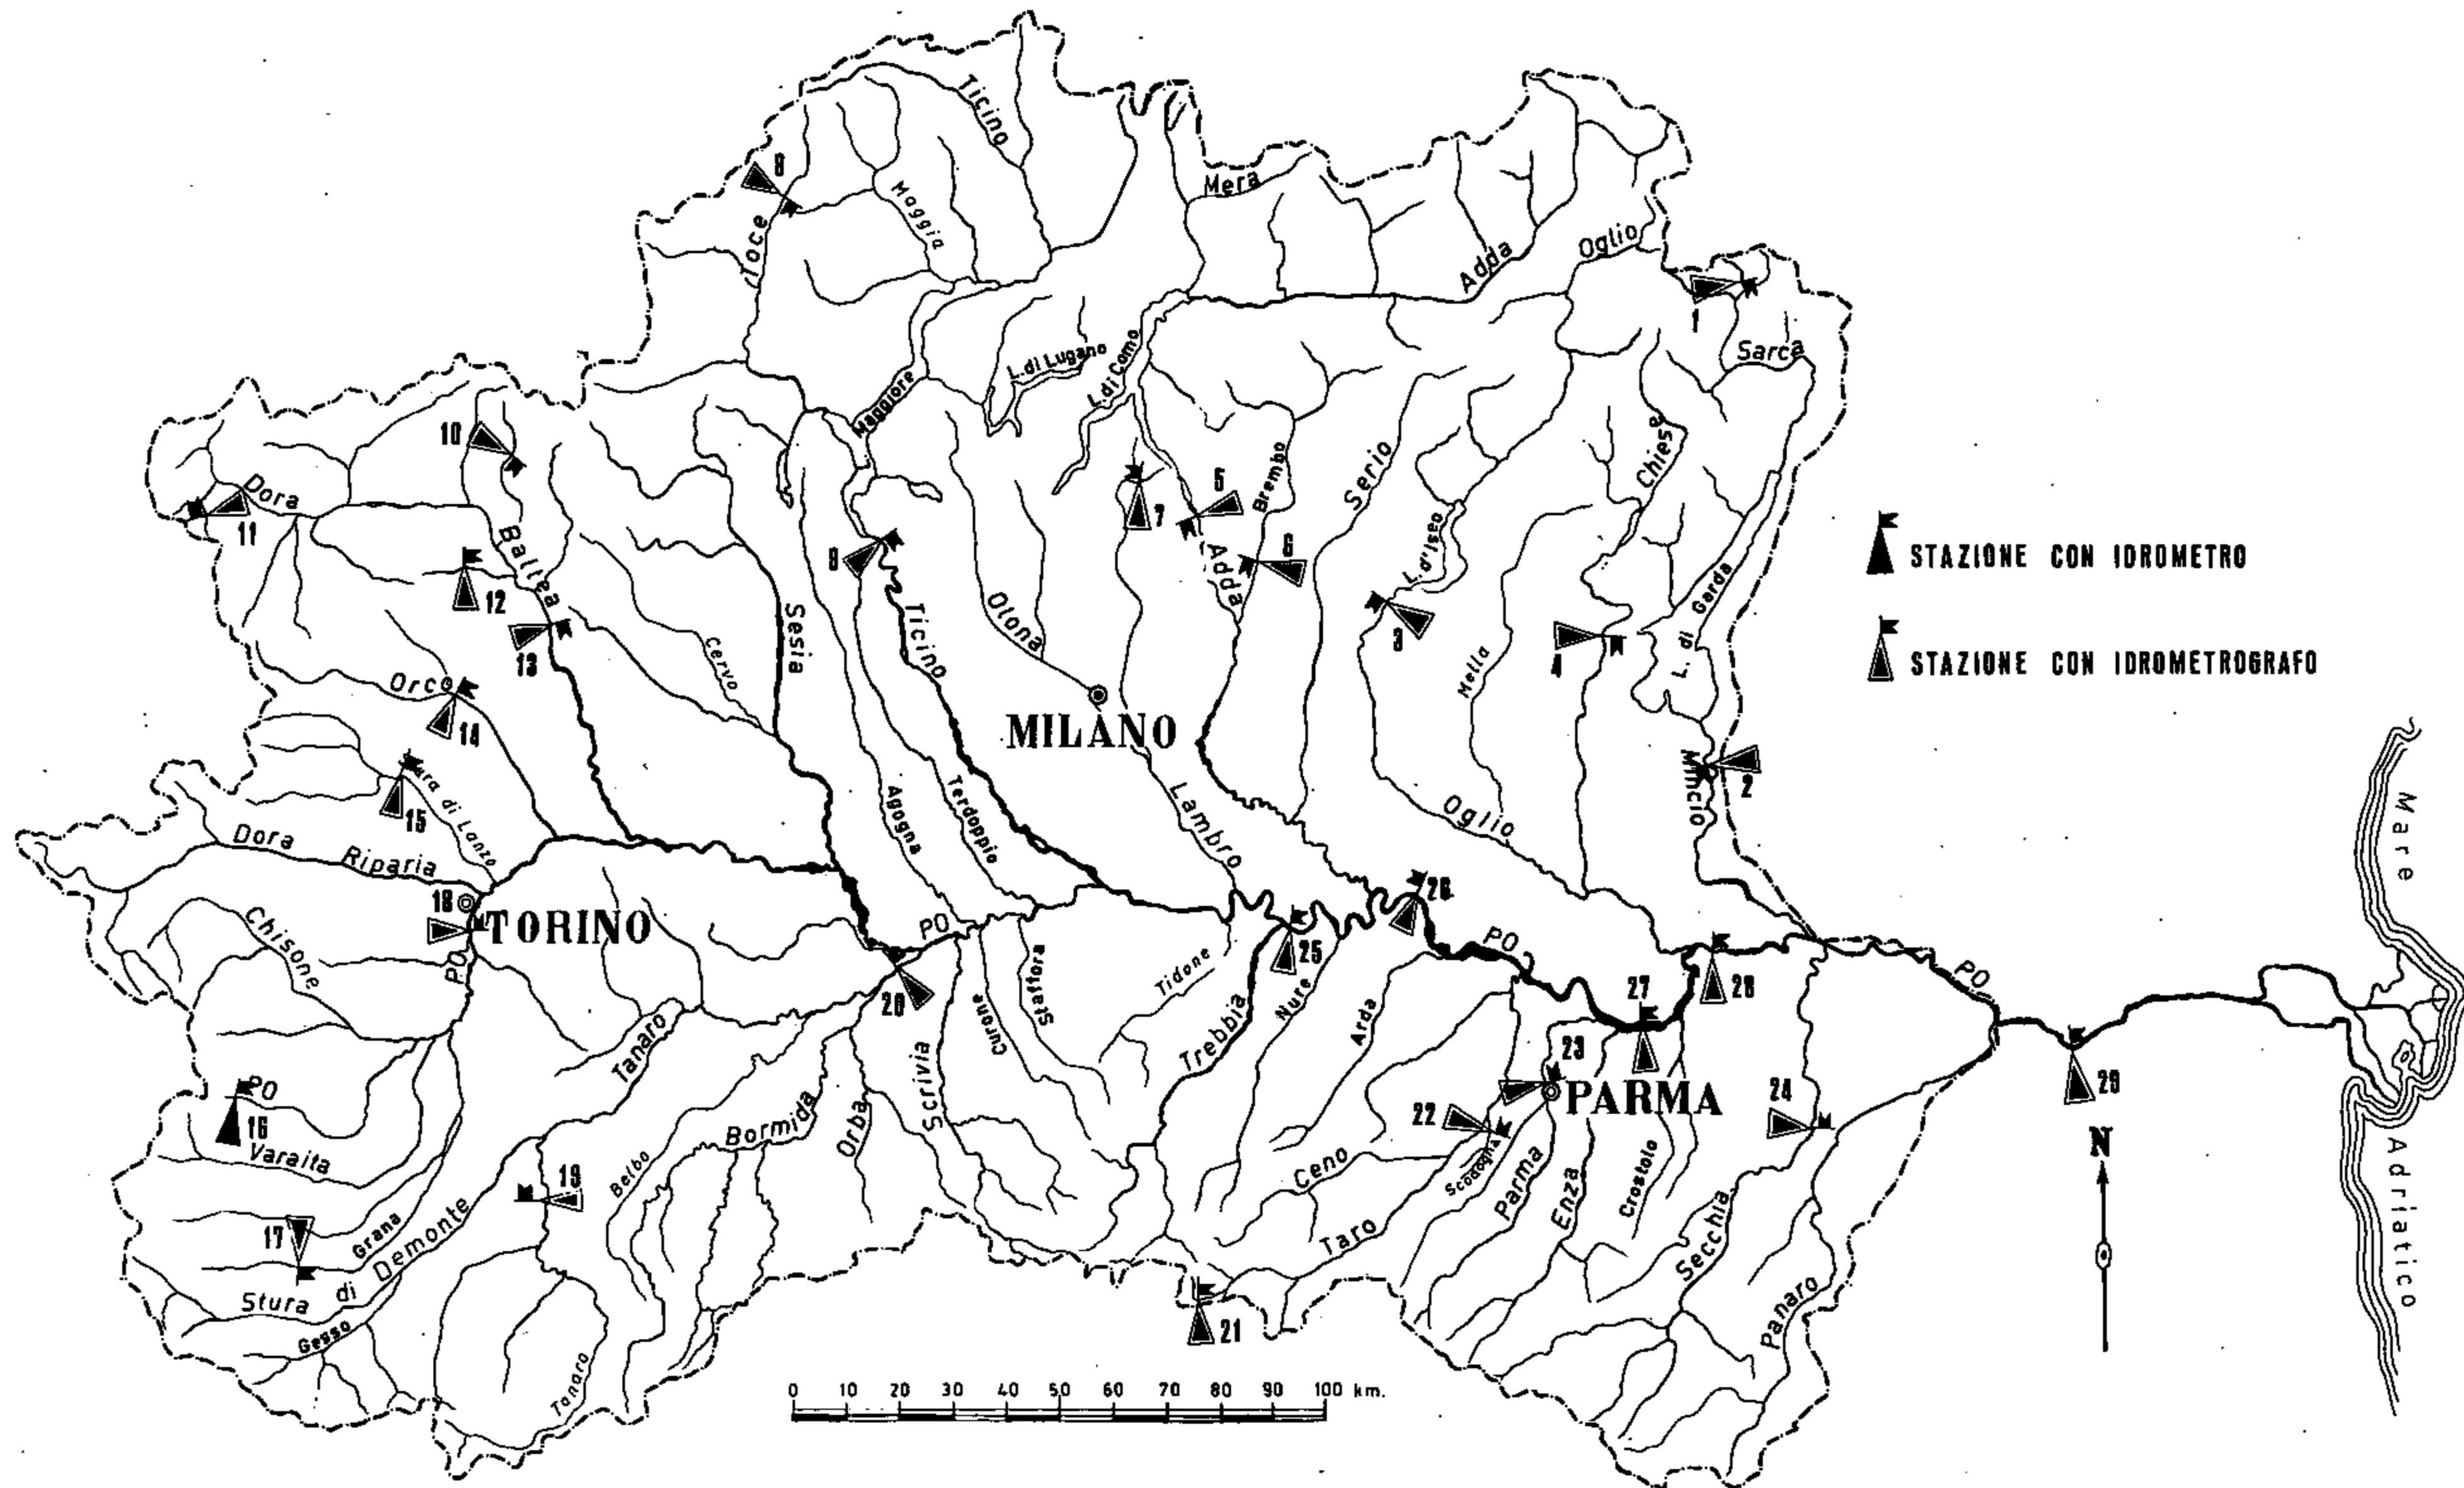 Ticino
8
Maggia
Toce
Mera
Adda
Oglio
1
Sarca
L. di Lugano
L. di Como
Maggiore
10
Dora
11
Baltea
12
13
Orco
14
15
Stura di Lanzo
Cervo
Sesia
9
Ticino
Olona
7
5
Brembo
6
Adda
Serio
3
L. d'Iseo
Mella
4
Chiese
L. di Garda
Mincio
2
STAZIONE CON IDROMETRO
STAZIONE CON IDROMETROGRAFO
MILANO
Agogna
Terdoppio
Lambro
Oglio
Dora Riparia
18
TORINO
PO
Chisone
PO
20
25
26
PO
27
28
PO
29
Mare
Adriatico
N
PO
16
Varaita
17
Grana
Stura di Demonte
Gesso
Tanaro
19
Belbo
Bormida
Orba
Scrivia
Curone
Staffora
Tidone
Trebbia
Nure
Arda
Ceno
Taro
21
22
23
PARMA
Scodogna
Parma
Enza
Crostolo
24
Secchia
Panaro
Tanaro
0 10 20 30 40 50 60 70 80 90 100 km.